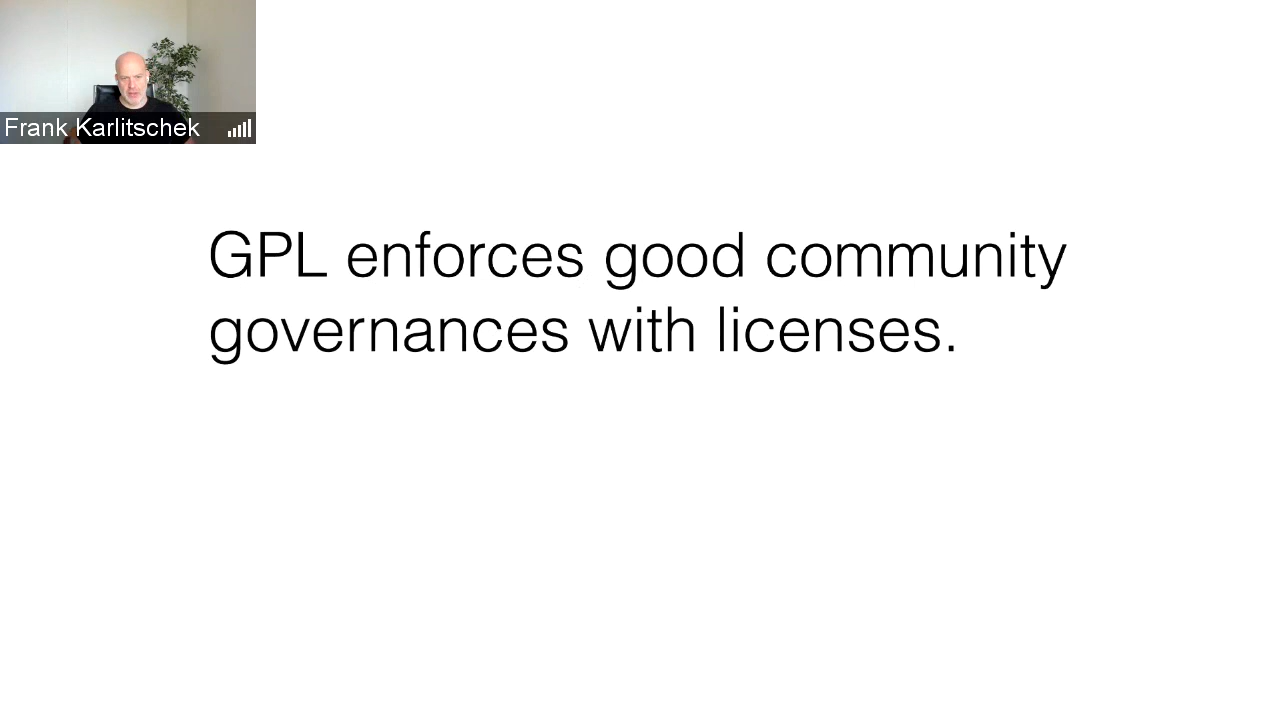 Frank Karlitschek
GPL enforces good community
governances with licenses.